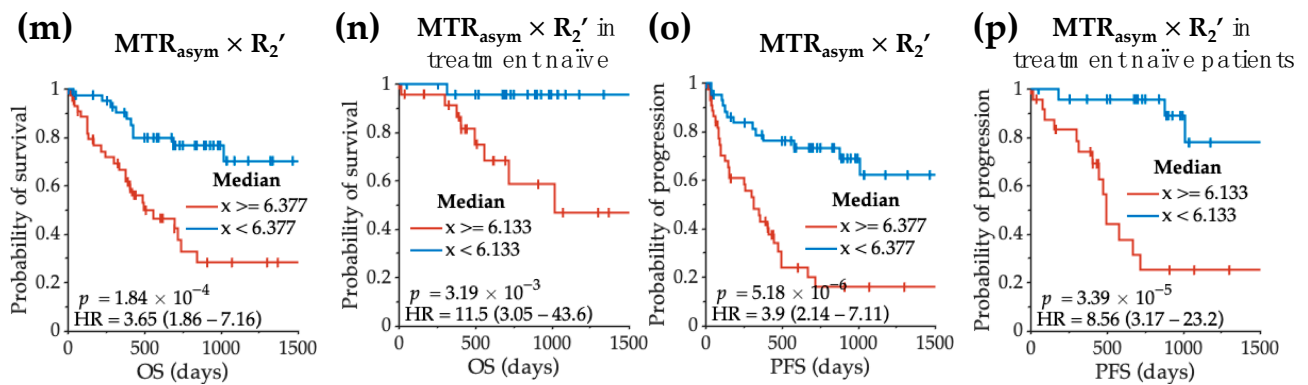 (m) MTRasym × R2′
Probability of survival
1
0.8
0.6
0.4
0.2
0
Median
x >= 6.377
x < 6.377
p = 1.84 × 10−4
HR = 3.65 (1.86 – 7.16)
0 500 1000 1500
OS (days)
(n) MTRasym × R2′ in
treatment naïve
Probability of survival
1
0.8
0.6
0.4
0.2
0
Median
x >= 6.133
x < 6.133
p = 3.19 × 10−3
HR = 11.5 (3.05 – 43.6)
0 500 1000 1500
OS (days)
(o) MTRasym × R2′
Probability of progression
1
0.8
0.6
0.4
0.2
0
Median
x >= 6.377
x < 6.377
p = 5.18 × 10−6
HR = 3.9 (2.14 – 7.11)
0 500 1000 1500
PFS (days)
(p) MTRasym × R2′ in
treatment naïve patients
Probability of progression
1
0.8
0.6
0.4
0.2
0
Median
x >= 6.133
x < 6.133
p = 3.39 × 10−5
HR = 8.56 (3.17 – 23.2)
0 500 1000 1500
PFS (days)